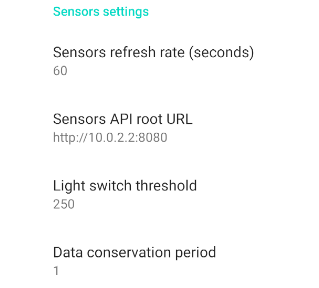 Sensors settings
Sensors refresh rate (seconds)
60
Sensors API root URL
http://10.0.2.2:8080
Light switch threshold
250
Data conservation period
1